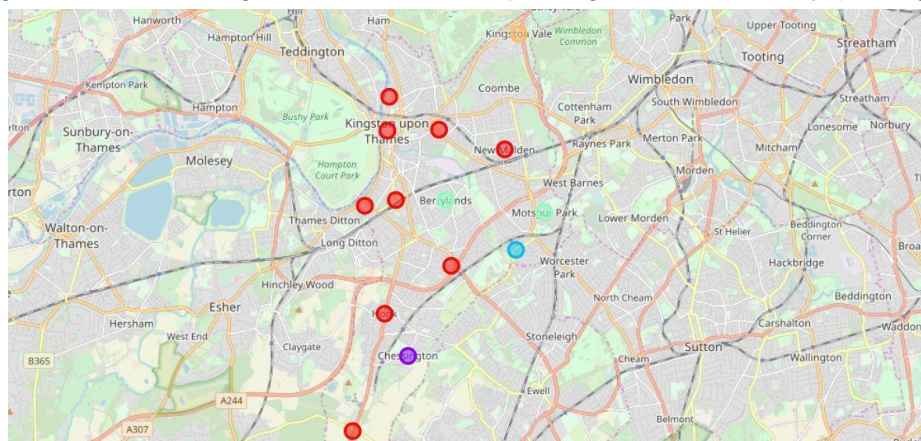 Hanworth
Ham
Hampton Hill
Teddington
Kingston Vale
Wimbledon
Common
Park
Upper Tooting
Streatham
Tooting
Kempton Park
Wimbledon
Coombe
Bushy Park
Hampton
Cottenham
Park
South Wimbledon
Streatham
Sunbury-on-
Thames
Kingston upon
Thames
Lonesome
Norbury
Raynes Park
Merton Park
Mitcham
Molesey
Hampton
Court Park
New Malden
Morden
West Barnes
Berrylands
Motspur Park
Lower Morden
Thames Ditton
Walton-on-
Thames
St Helier
Beddington
Corner
Long Ditton
Worcester
Park
Hackbridge
Hinchley Wood
North Cheam
Beddington
Esher
Hook
Hersham
West End
Claygate
Stoneleigh
Carshalton
Waddon
Sutton
Chessington
Cheam
Wallington
B365
Ewell
A244
A307
Belmont